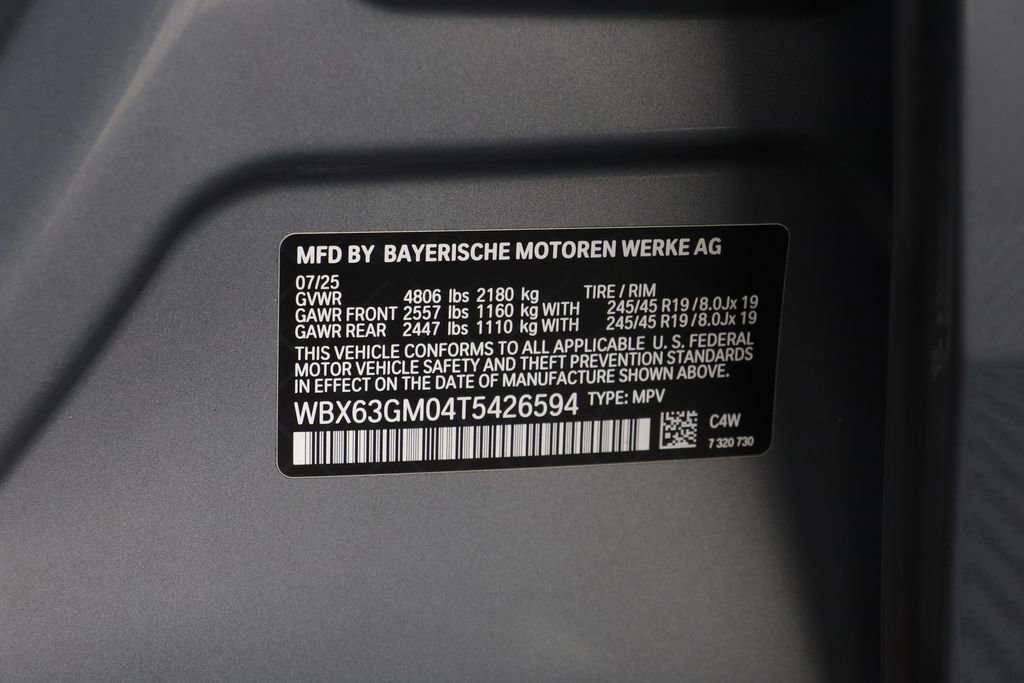 MFD BY BAYERISCHE MOTOREN WERKE AG
07/25
GVWR 4806 lbs 2180 kg TIRE / RIM
GAWR FRONT 2557 lbs 1160 kg WITH 245/45 R19 / 8.0Jx 19
GAWR REAR 2447 lbs 1110 kg WITH 245/45 R19 / 8.0Jx 19
THIS VEHICLE CONFORMS TO ALL APPLICABLE U. S. FEDERAL
MOTOR VEHICLE SAFETY AND THEFT PREVENTION STANDARDS
IN EFFECT ON THE DATE OF MANUFACTURE SHOWN ABOVE.
WBX63GM04T5426594 TYPE: MPV
C4W
7 320 730